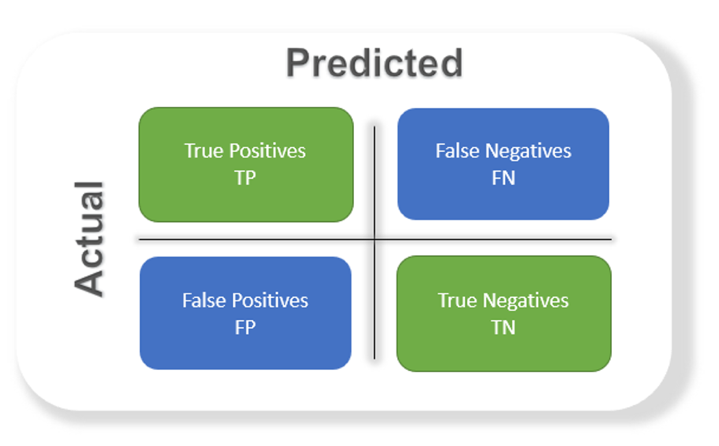 Predicted
Actual
True Positives
TP
False Negatives
FN
False Positives
FP
True Negatives
TN